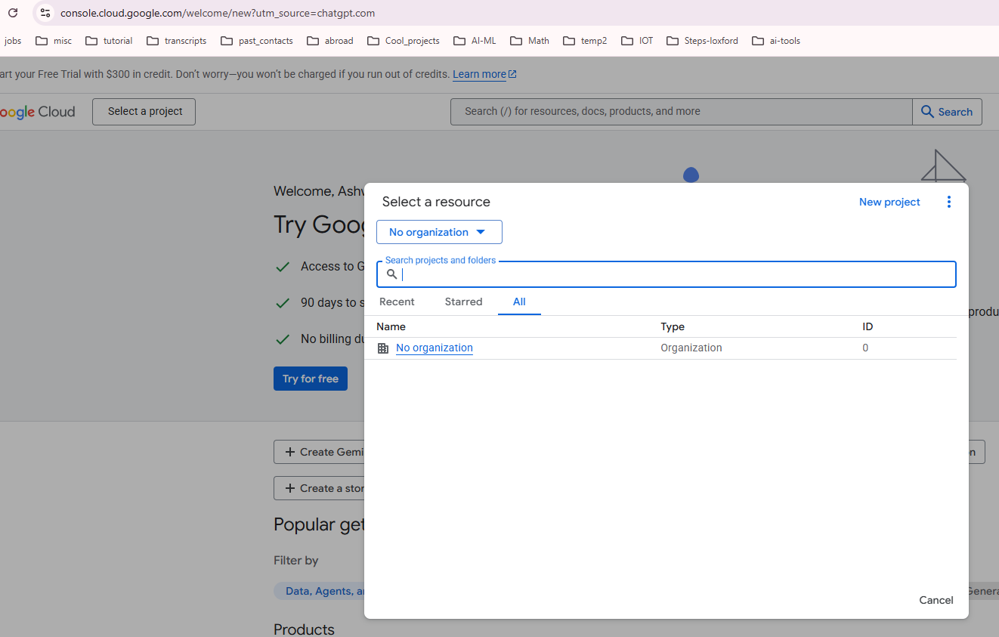 console.cloud.google.com/welcome/new?utm_source=chatgpt.com
jobs misc tutorial transcripts past_contacts abroad Cool_projects AI-ML Math temp2 IOT Steps-loxford ai-tools
art your Free Trial with $300 in credit. Don't worry—you won't be charged if you run out of credits. Learn more
oogle Cloud Select a project Search (/) for resources, docs, products, and more Search
Welcome, Ashw
Try Goog
Access to G
90 days to s
No billing du
Try for free
Select a resource New project
No organization
Search projects and folders
Recent Starred All
Name Type ID
No organization Organization 0
Cancel
produ
+ Create Gemi
n
+ Create a stor
Popular get
Filter by
Data, Agents, a
Genera
Products